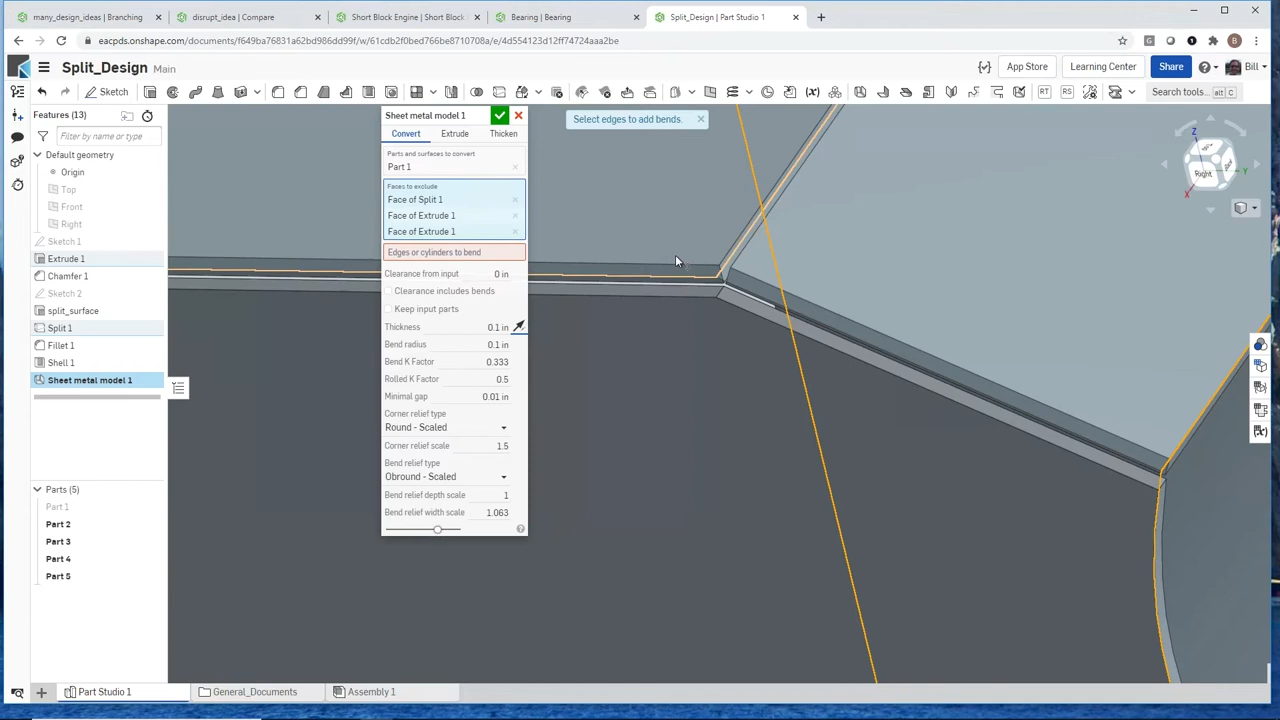 many_design_ideas | Branching
disrupt_idea | Compare
Short Block Engine | Short Block
Bearing | Bearing
Split_Design | Part Studio 1
eacpds.onshape.com/documents/f649ba76831a62bd986dd99f/w/61cdb2f0bed766be8710708a/e/4d554123d12ff74724aaa2be
B
Split_Design Main
App Store
Learning Center
Share
Bill
Sketch
RT
RS
Search tools...
alt C
Features (13)
Filter by name or type
Default geometry
Origin
Top
Front
Right
Sketch 1
Extrude 1
Chamfer 1
Sketch 2
split_surface
Split 1
Fillet 1
Shell 1
Sheet metal model 1
Parts (5)
Part 1
Part 2
Part 3
Part 4
Part 5
Sheet metal model 1
Convert Extrude Thicken
Parts and surfaces to convert
Part 1
Faces to exclude
Face of Split 1
Face of Extrude 1
Face of Extrude 1
Edges or cylinders to bend
Clearance from input 0 in
Clearance includes bends
Keep input parts
Thickness 0.1 in
Bend radius 0.1 in
Bend K Factor 0.333
Rolled K Factor 0.5
Minimal gap 0.01 in
Corner relief type
Round - Scaled
Corner relief scale 1.5
Bend relief type
Obround - Scaled
Bend relief depth scale 1
Bend relief width scale 1.063
Select edges to add bends.
Z
Right
Y
X
Part Studio 1
General_Documents
Assembly 1